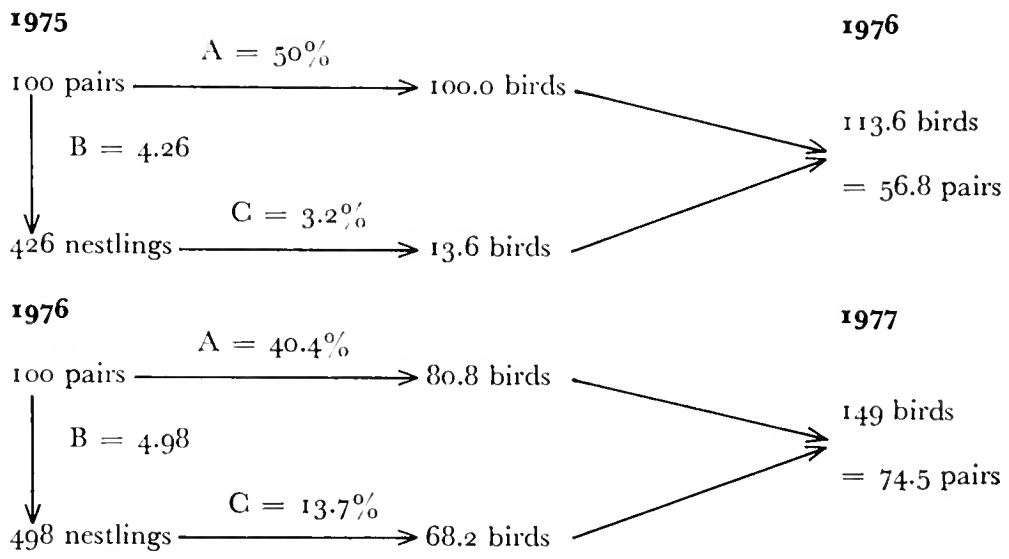 1975
1976
A = 50%
100 pairs
100.0 birds
113.6 birds
B = 4.26
= 56.8 pairs
C = 3.2%
426 nestlings
13.6 birds
1976
1977
A = 40.4%
100 pairs
80.8 birds
149 birds
B = 4.98
= 74.5 pairs
C = 13.7%
498 nestlings
68.2 birds